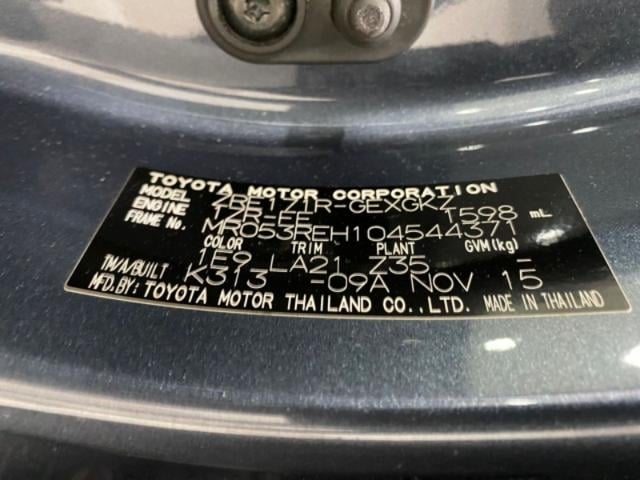 TOYOTA MOTOR CORPORATION
MODEL ZRE171R-GEXGKZ
ENGINE 1ZR-FE 1598 mL
FRAME No. MR053REH104544371
COLOR TRIM PLANT GVM(kg)
1E9 LA21 Z35 -
TM/A/BUILT K313 -09A NOV 15
MFD.BY: TOYOTA MOTOR THAILAND CO.,LTD. MADE IN THAILAND